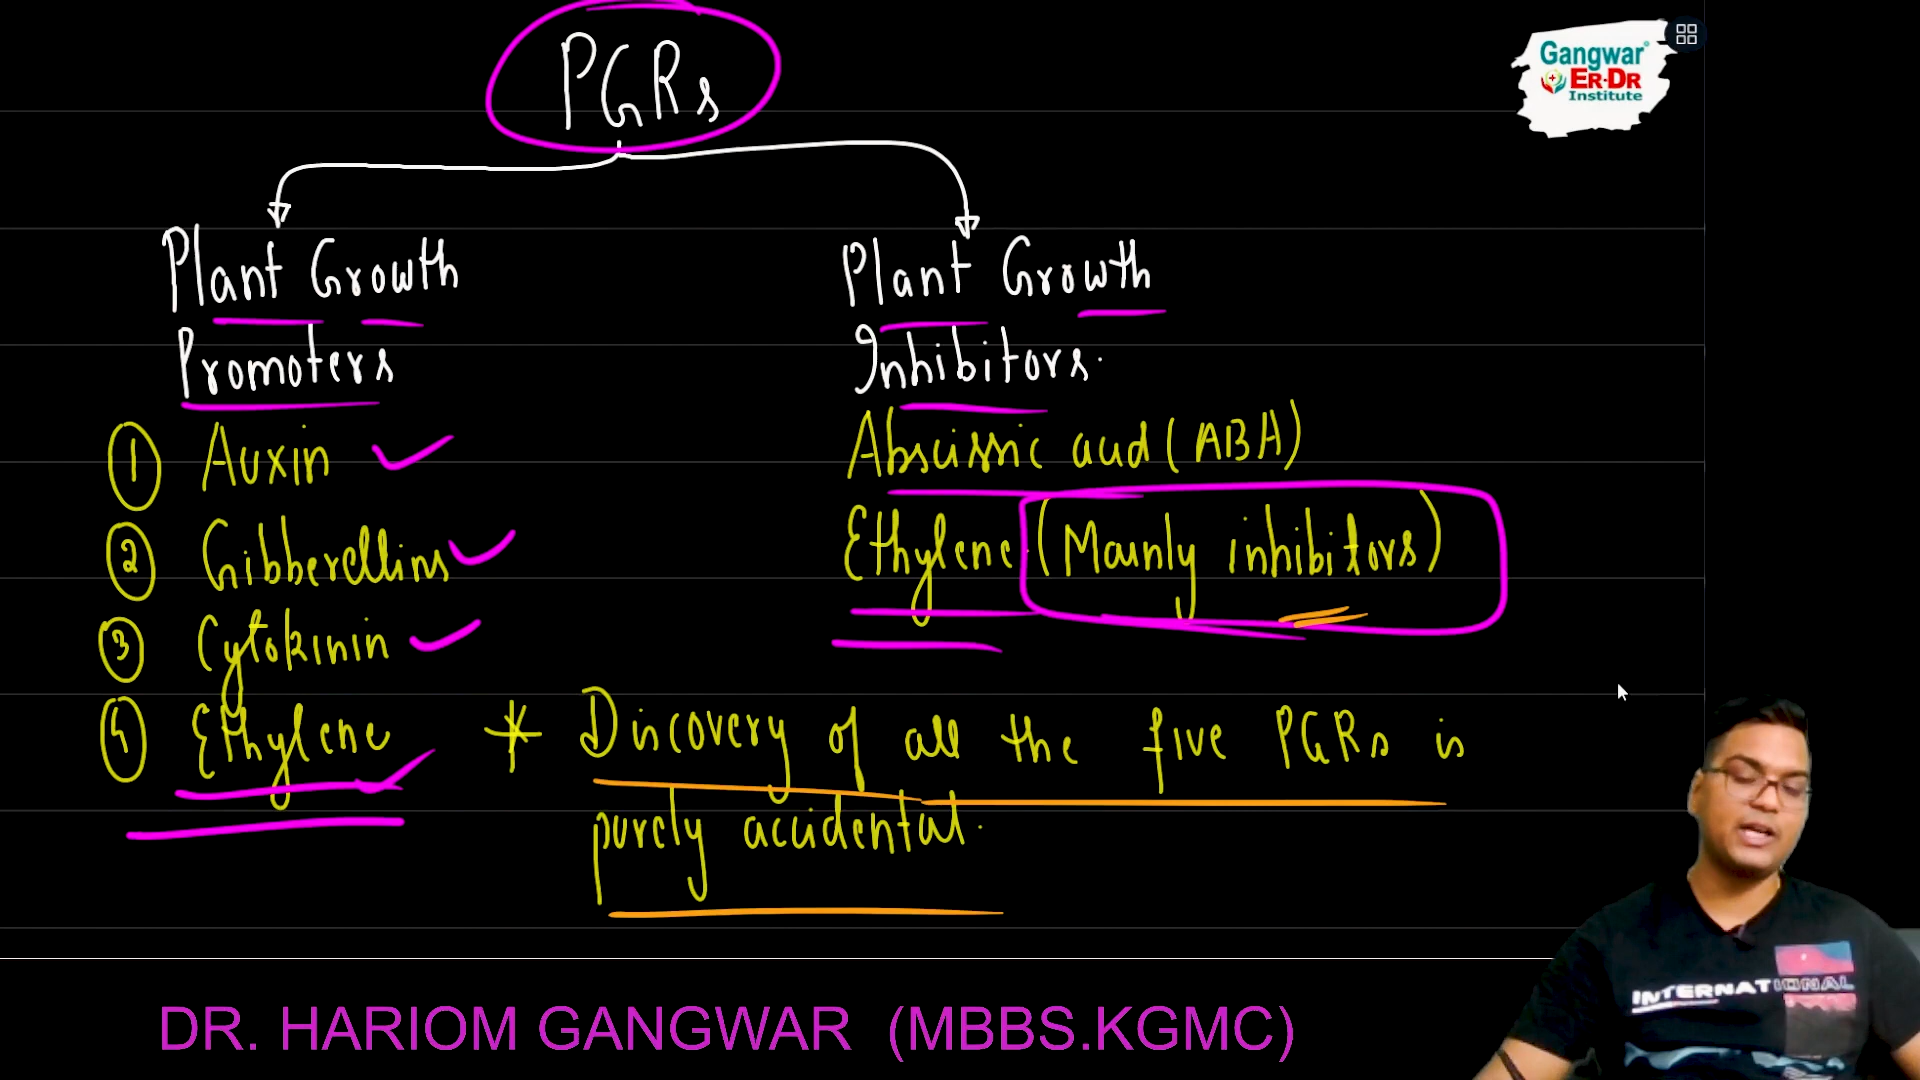 PGRs
Gangwar
ER-DR
Institute
Plant Growth
Promoters
Plant Growth
Inhibitors.
① Auxin
② Gibberellins
③ Cytokinin
④ Ethylene
Abscissic acid (ABA)
Ethylene (Mainly inhibitors)
* Discovery of all the five PGRs is
purely accidental.
INTERNATIONAL
DR. HARIOM GANGWAR (MBBS.KGMC)